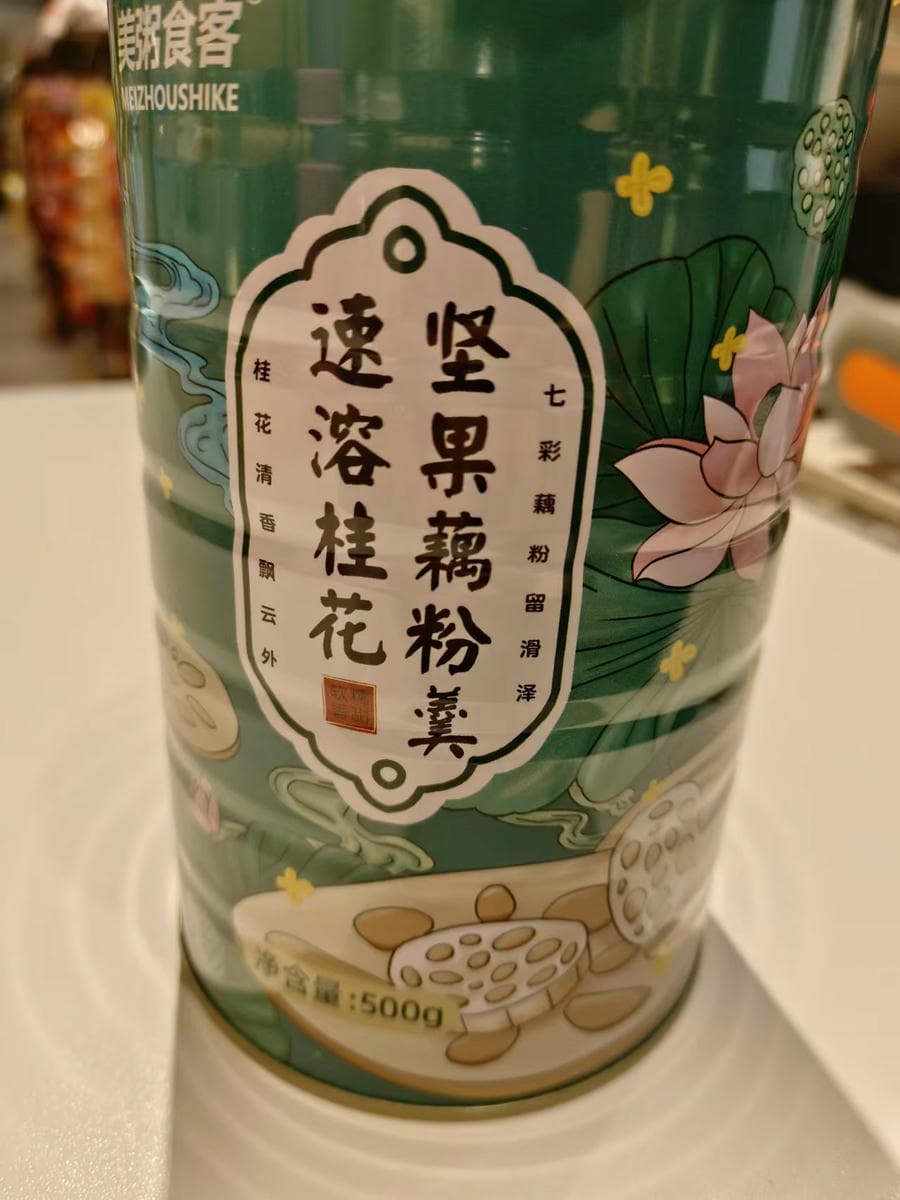 美粥食客
MEIZHOUSHIKE
七彩藕粉留滑泽
坚果藕粉羹
速溶桂花
桂花清香飘云外
净含量:500g